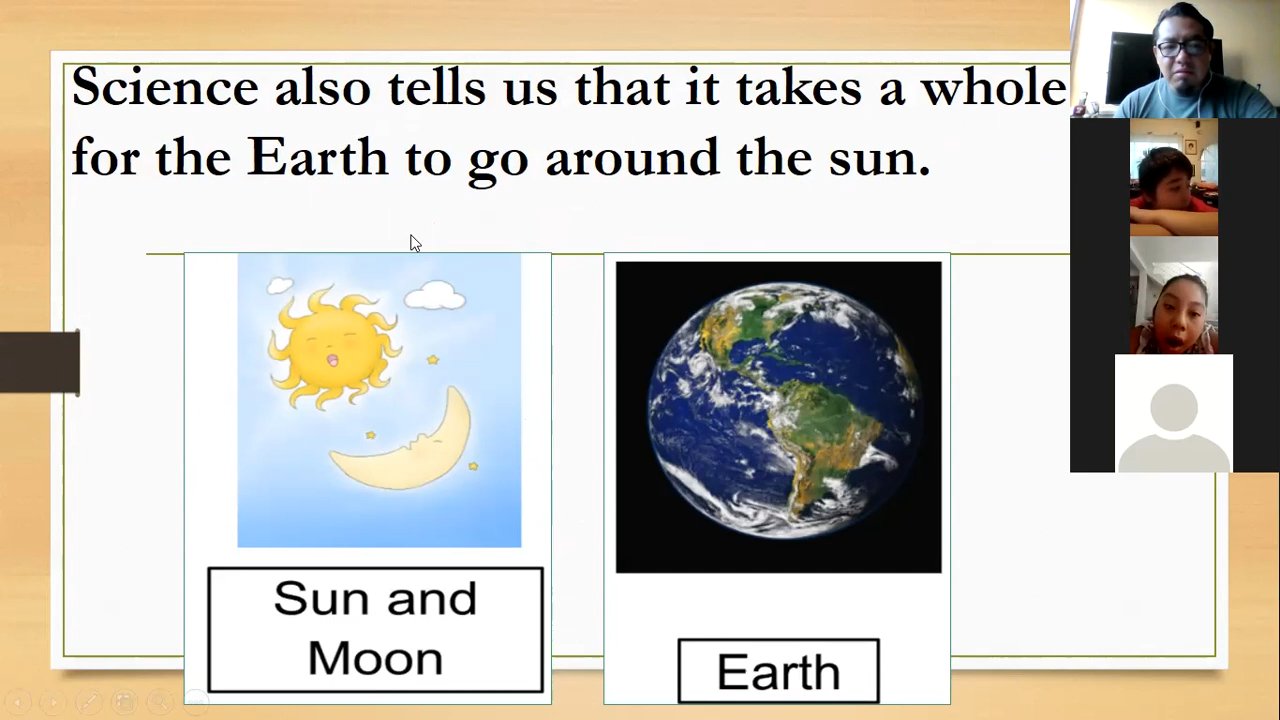 Science also tells us that it takes a whole
for the Earth to go around the sun.
Sun and
Moon
Earth